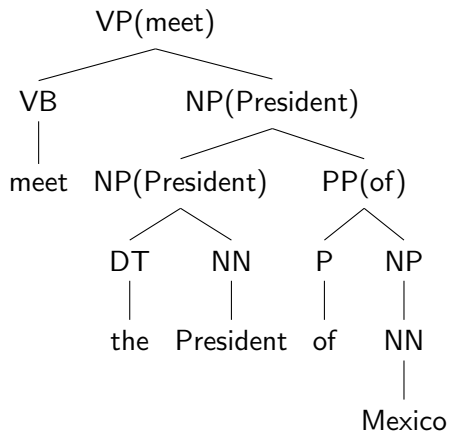 VP(meet)
VB NP(President)
meet NP(President) PP(of)
DT NN P NP
the President of NN
Mexico